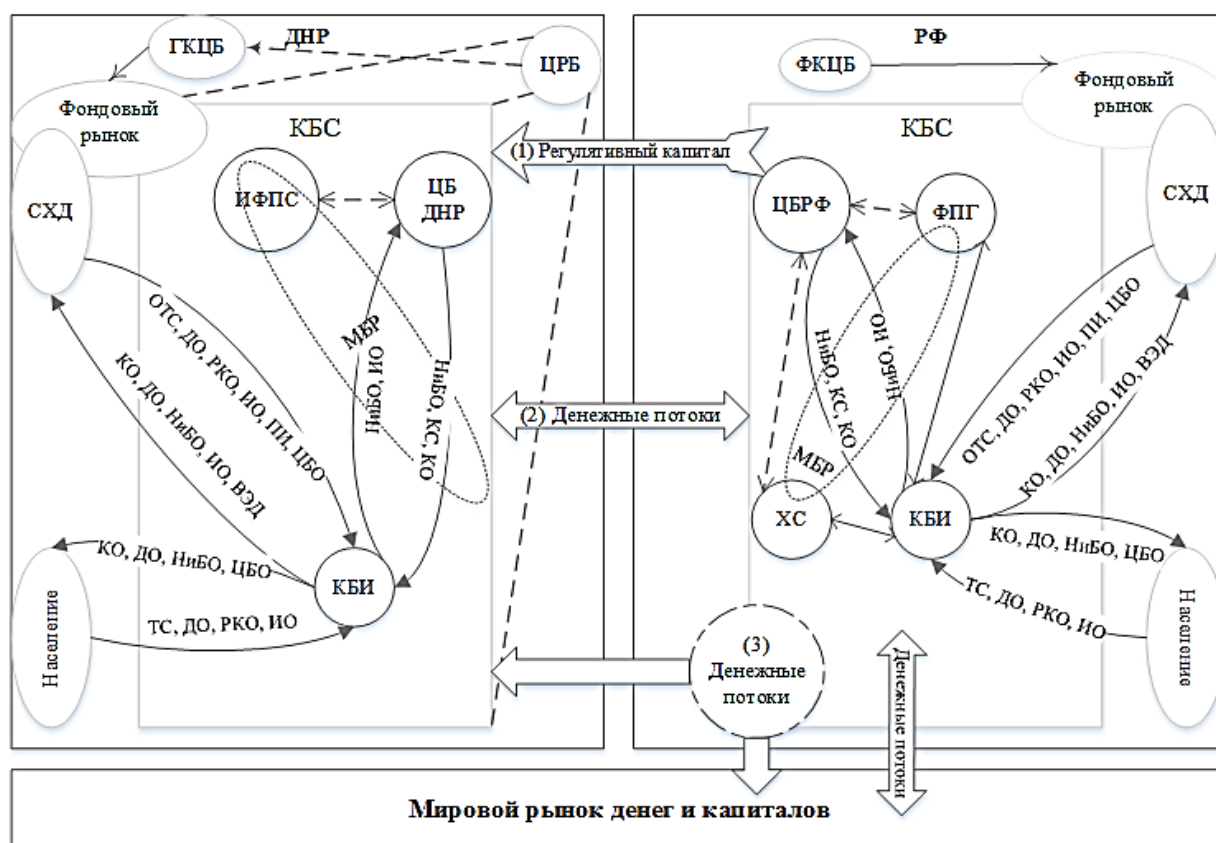 ГКЦБ
ДНР
ЦРБ
Фондовый
рынок
КБС
СХД
ИФПС
ЦБ
ДНР
МБР
ОТС, ДО, РКО, ИО, ПИ, ЦБО
КО, ДО, НиБО, ИО, ВЭД
НиБО, ИО
НиБО, КС, КО
КБИ
КО, ДО, НиБО, ЦБО
ТС, ДО, РКО, ИО
Население
(1) Регулятивный капитал
(2) Денежные потоки
(3)
Денежные
потоки
РФ
ФКЦБ
Фондовый
рынок
КБС
СХД
ЦБРФ
ФПГ
НиБО, КС, КО
НиБО, ИО
МБР
ОТС, ДО, РКО, ИО, ПИ, ЦБО
КО, ДО, НиБО, ИО, ВЭД
ХС
КБИ
КО, ДО, НиБО, ЦБО
ТС, ДО, РКО, ИО
Население
Денежные потоки
Мировой рынок денег и капиталов